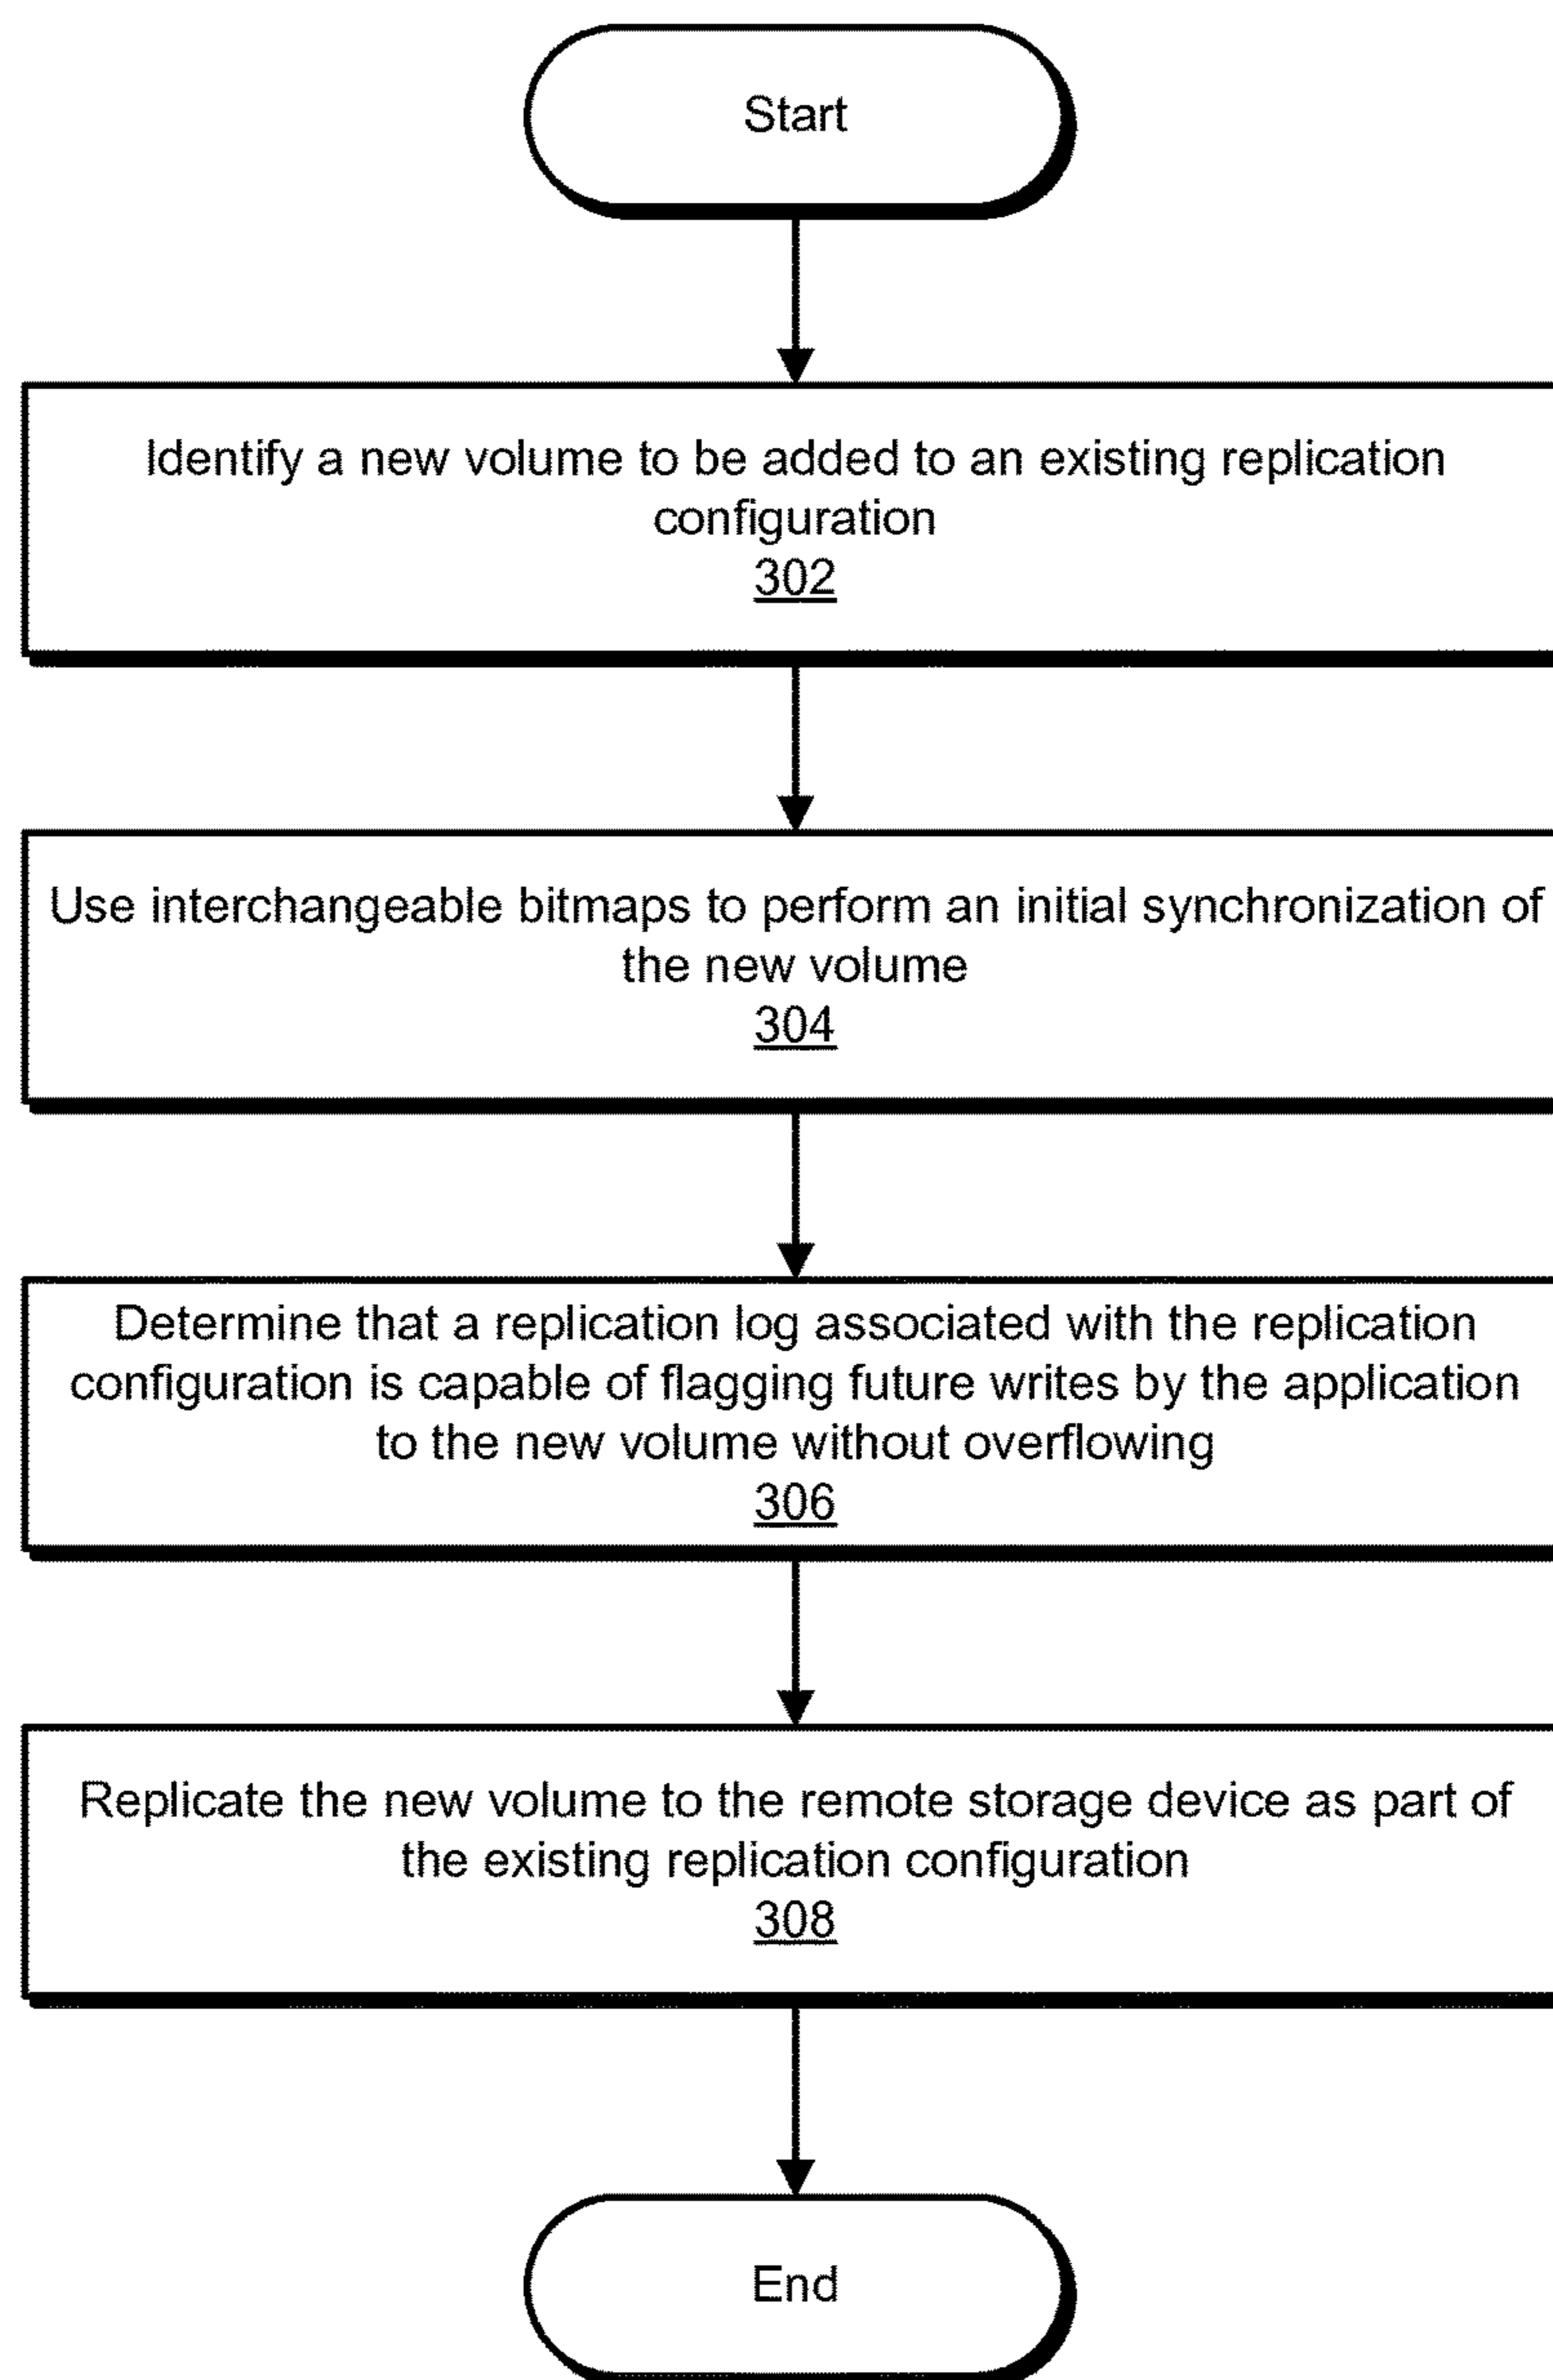 Start
Identify a new volume to be added to an existing replication
configuration
302
Use interchangeable bitmaps to perform an initial synchronization of
the new volume
304
Determine that a replication log associated with the replication
configuration is capable of flagging future writes by the application
to the new volume without overflowing
306
Replicate the new volume to the remote storage device as part of
the existing replication configuration
308
End